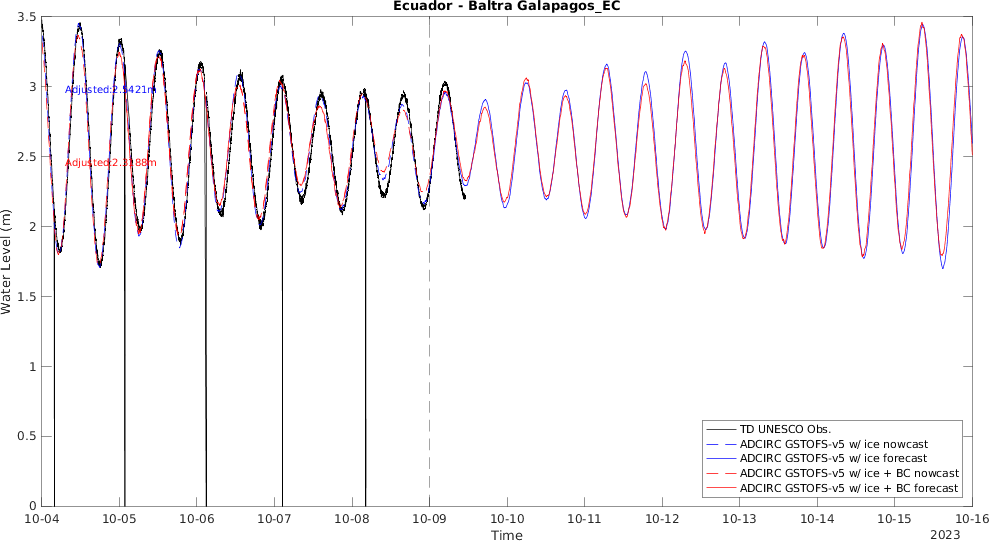 Ecuador - Baltra Galapagos_EC
3.5
3
2.5
2
1.5
1
0.5
0
Water Level (m)
Adjusted:2.5421m
Adjusted:2.3288m
TD UNESCO Obs.
ADCIRC GSTOFS-v5 w/ ice nowcast
ADCIRC GSTOFS-v5 w/ ice forecast
ADCIRC GSTOFS-v5 w/ ice + BC nowcast
ADCIRC GSTOFS-v5 w/ ice + BC forecast
10-04 10-05 10-06 10-07 10-08 10-09 10-10 10-11 10-12 10-13 10-14 10-15 10-16
Time
2023